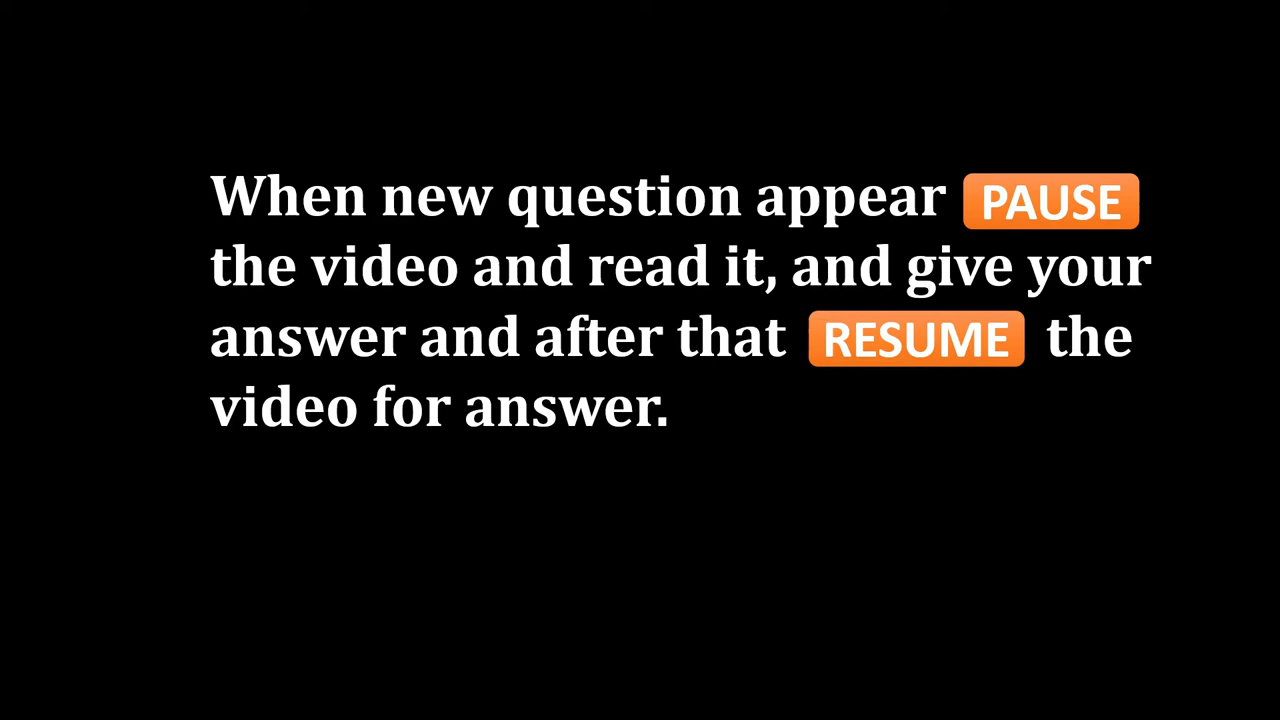 When new question appear PAUSE
the video and read it, and give your
answer and after that RESUME the
video for answer.